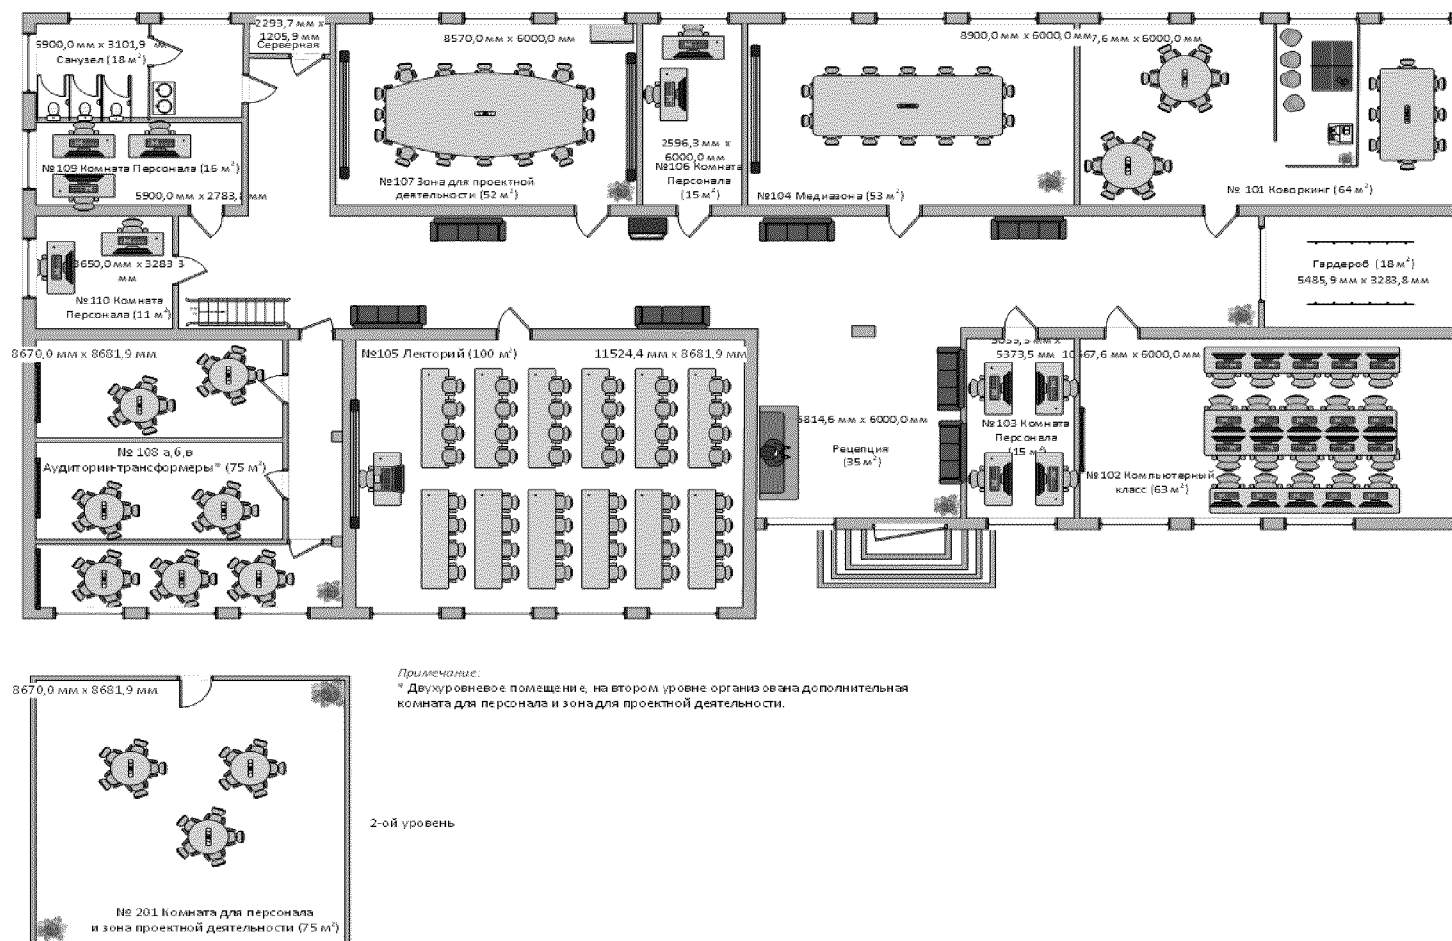 5900,0 мм x 3101,9 мм
Санузел (18 м²)
2293,7 мм x
1205,9 мм
Серверная
8570,0 мм x 6000,0 мм
8900,0 мм x 6000,0 мм
7,6 мм x 6000,0 мм
2596,3 мм x
6000,0 мм
№106 Комната
Персонала
(15 м²)
№109 Комната Персонала (16 м²)
5900,0 мм x 2783, мм
№107 Зона для проектной
деятельности (52 м²)
№104 Медиазона (53 м²)
№ 101 Коворкинг (64 м²)
3650,0 мм x 3283
мм
№110 Комната
Персонала (11 м²)
Гардероб (18 м²)
5485,9 мм x 3283,8 мм
8670,0 мм x 8681,9 мм
№105 Лекторий (100 м²)
11524,4 мм x 8681,9 мм
5373,5 мм
6000,0 мм
5814,6 мм x 6000,0 мм
Рецепция
(35 м²)
№103 Комната
Персонала
(15 м²)
№102 Компьютерный
класс (63 м²)
№ 108 а,б,в
Аудитории-трансформеры* (75 м²)
8670,0 мм x 8681,9 мм
Примечание:
* Двухуровневое помещение, на втором уровне организована дополнительная
комната для персонала и зона для проектной деятельности.
2-ой уровень
№ 201 Комната для персонала
и зона проектной деятельности (75 м²)